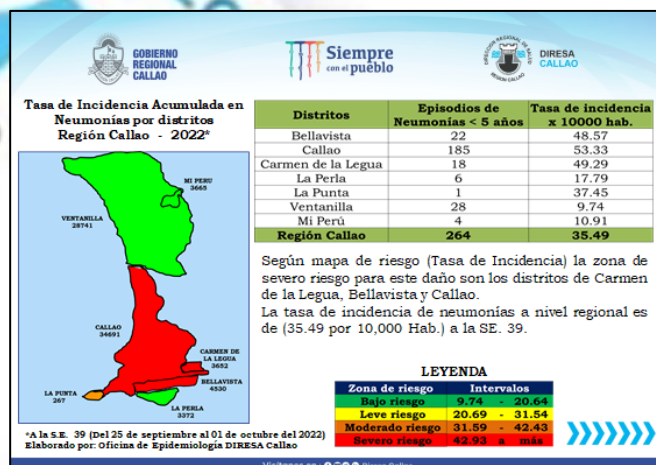 GOBIERNO
REGIONAL
CALLAO
Siempre
con el pueblo
DIRESA
CALLAO
Tasa de Incidencia Acumulada en
Neumonías por distritos
Región Callao - 2022*
MI PERU
3665
VENTANILLA
28741
CALLAO
34691
CARMEN DE
LA LEGUA
3652
BELLAVISTA
4530
LA PUNTA
267
LA PERLA
3372
*A la S.E. 39 (Del 25 de septiembre al 01 de octubre del 2022)
Elaborado por: Oficina de Epidemiología DIRESA Callao
Distritos Episodios de Neumonías < 5 años Tasa de incidencia x 10000 hab.
Bellavista 22 48.57
Callao 185 53.33
Carmen de la Legua 18 49.29
La Perla 6 17.79
La Punta 1 37.45
Ventanilla 28 9.74
Mi Perú 4 10.91
Región Callao 264 35.49
Según mapa de riesgo (Tasa de Incidencia) la zona de
severo riesgo para este daño son los distritos de Carmen
de la Legua, Bellavista y Callao.
La tasa de incidencia de neumonías a nivel regional es
de (35.49 por 10,000 Hab.) a la SE. 39.
LEYENDA
Zona de riesgo Intervalos
Bajo riesgo 9.74 - 20.64
Leve riesgo 20.69 - 31.54
Moderado riesgo 31.59 - 42.43
Severo riesgo 42.93 a más